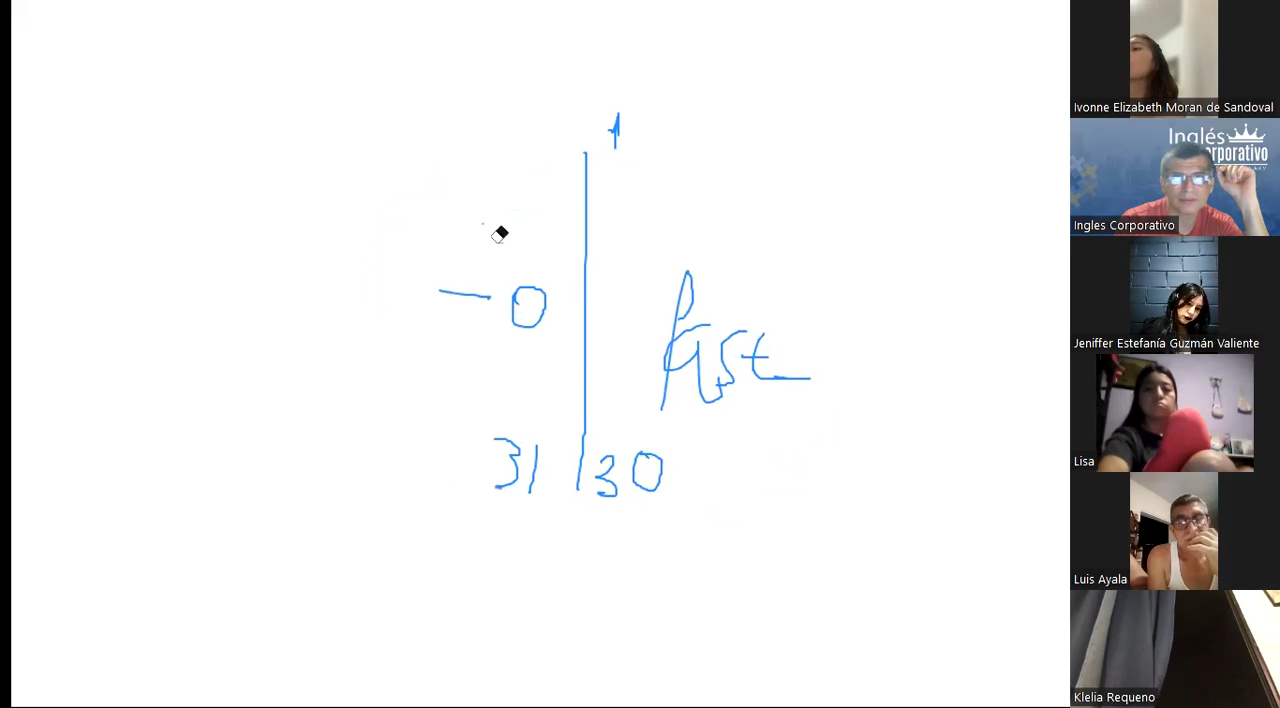 1
— 0
Past
31 / 30
Ivonne Elizabeth Moran de Sandoval
Inglés
Corporativo
Ingles Corporativo
Jeniffer Estefanía Guzmán Valiente
Lisa
Luis Ayala
Klelia Requeno